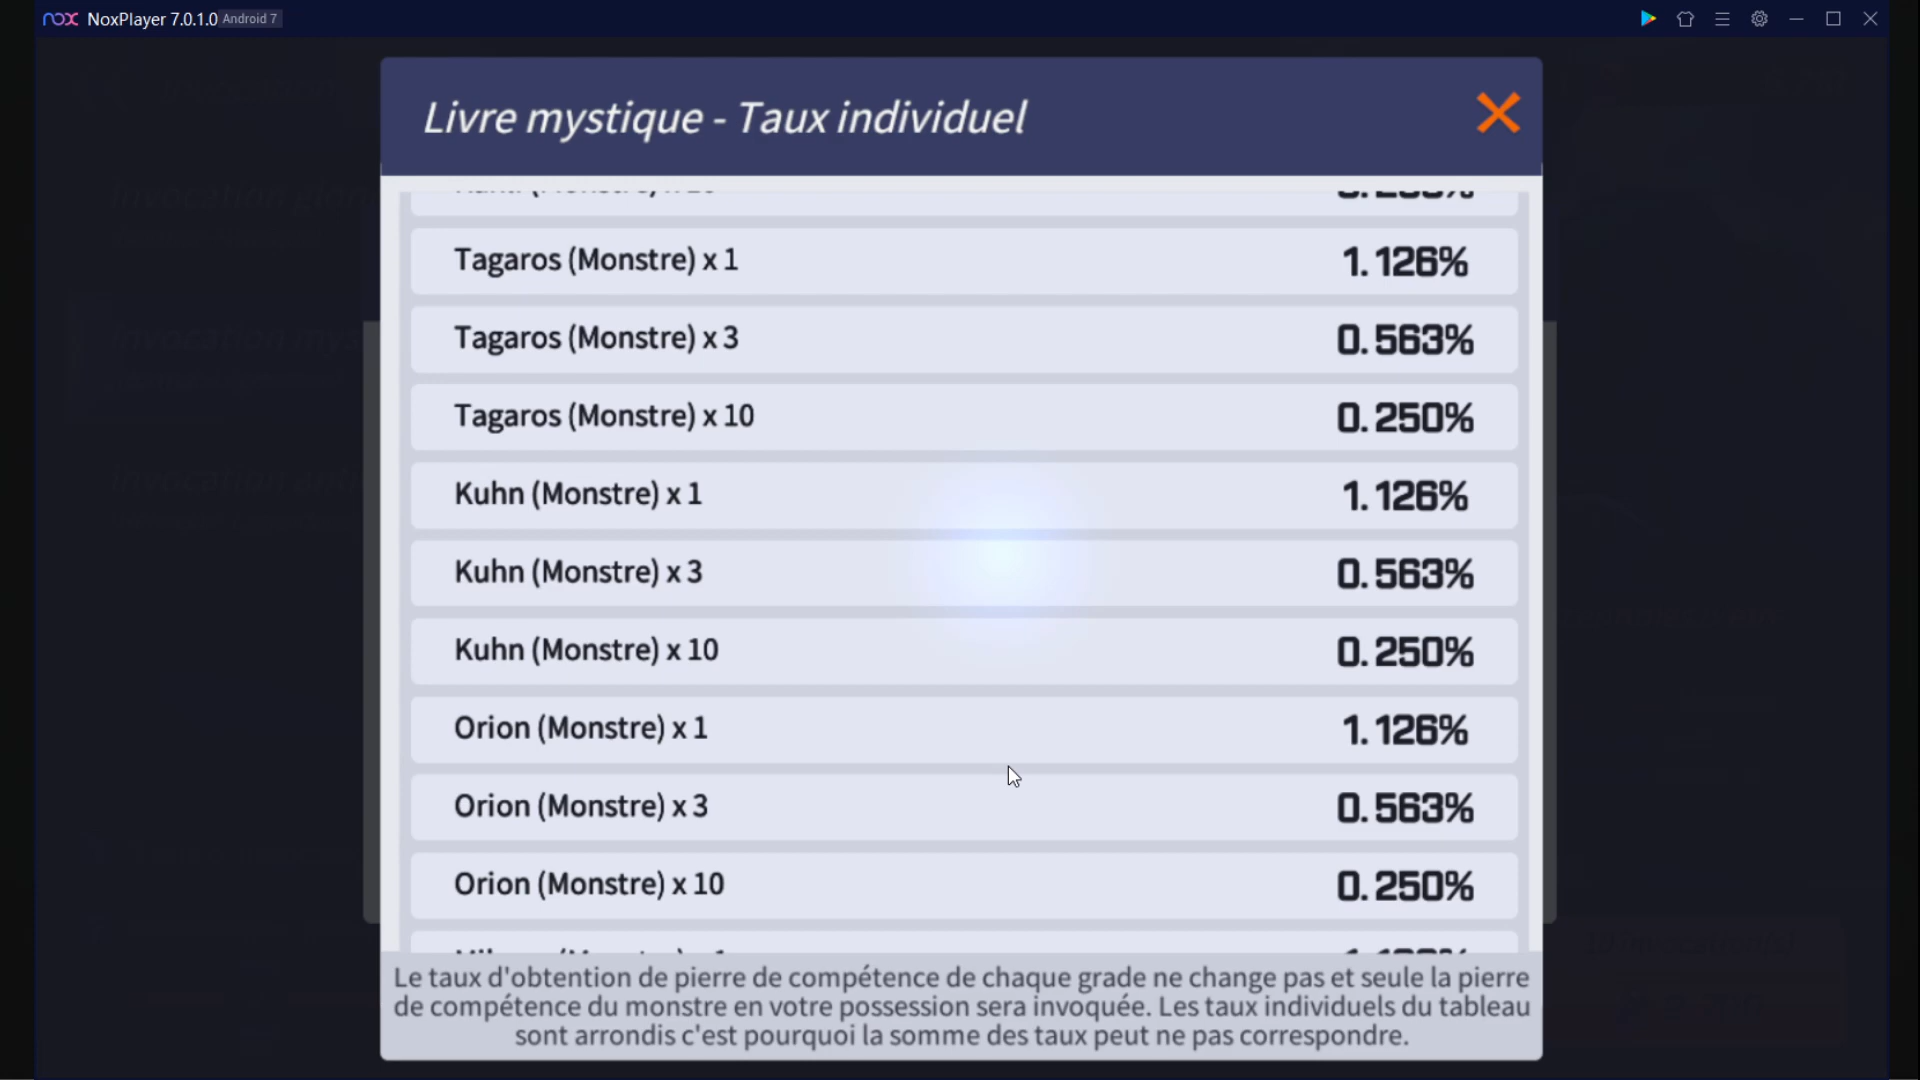 nox NoxPlayer 7.0.1.0 Android 7
Livre mystique - Taux individuel
Tagaros (Monstre) x 1 1.126%
Tagaros (Monstre) x 3 0.563%
Tagaros (Monstre) x 10 0.250%
Kuhn (Monstre) x 1 1.126%
Kuhn (Monstre) x 3 0.563%
Kuhn (Monstre) x 10 0.250%
Orion (Monstre) x 1 1.126%
Orion (Monstre) x 3 0.563%
Orion (Monstre) x 10 0.250%
Le taux d'obtention de pierre de compétence de chaque grade ne change pas et seule la pierre
de compétence du monstre en votre possession sera invoquée. Les taux individuels du tableau
sont arrondis c'est pourquoi la somme des taux peut ne pas correspondre.